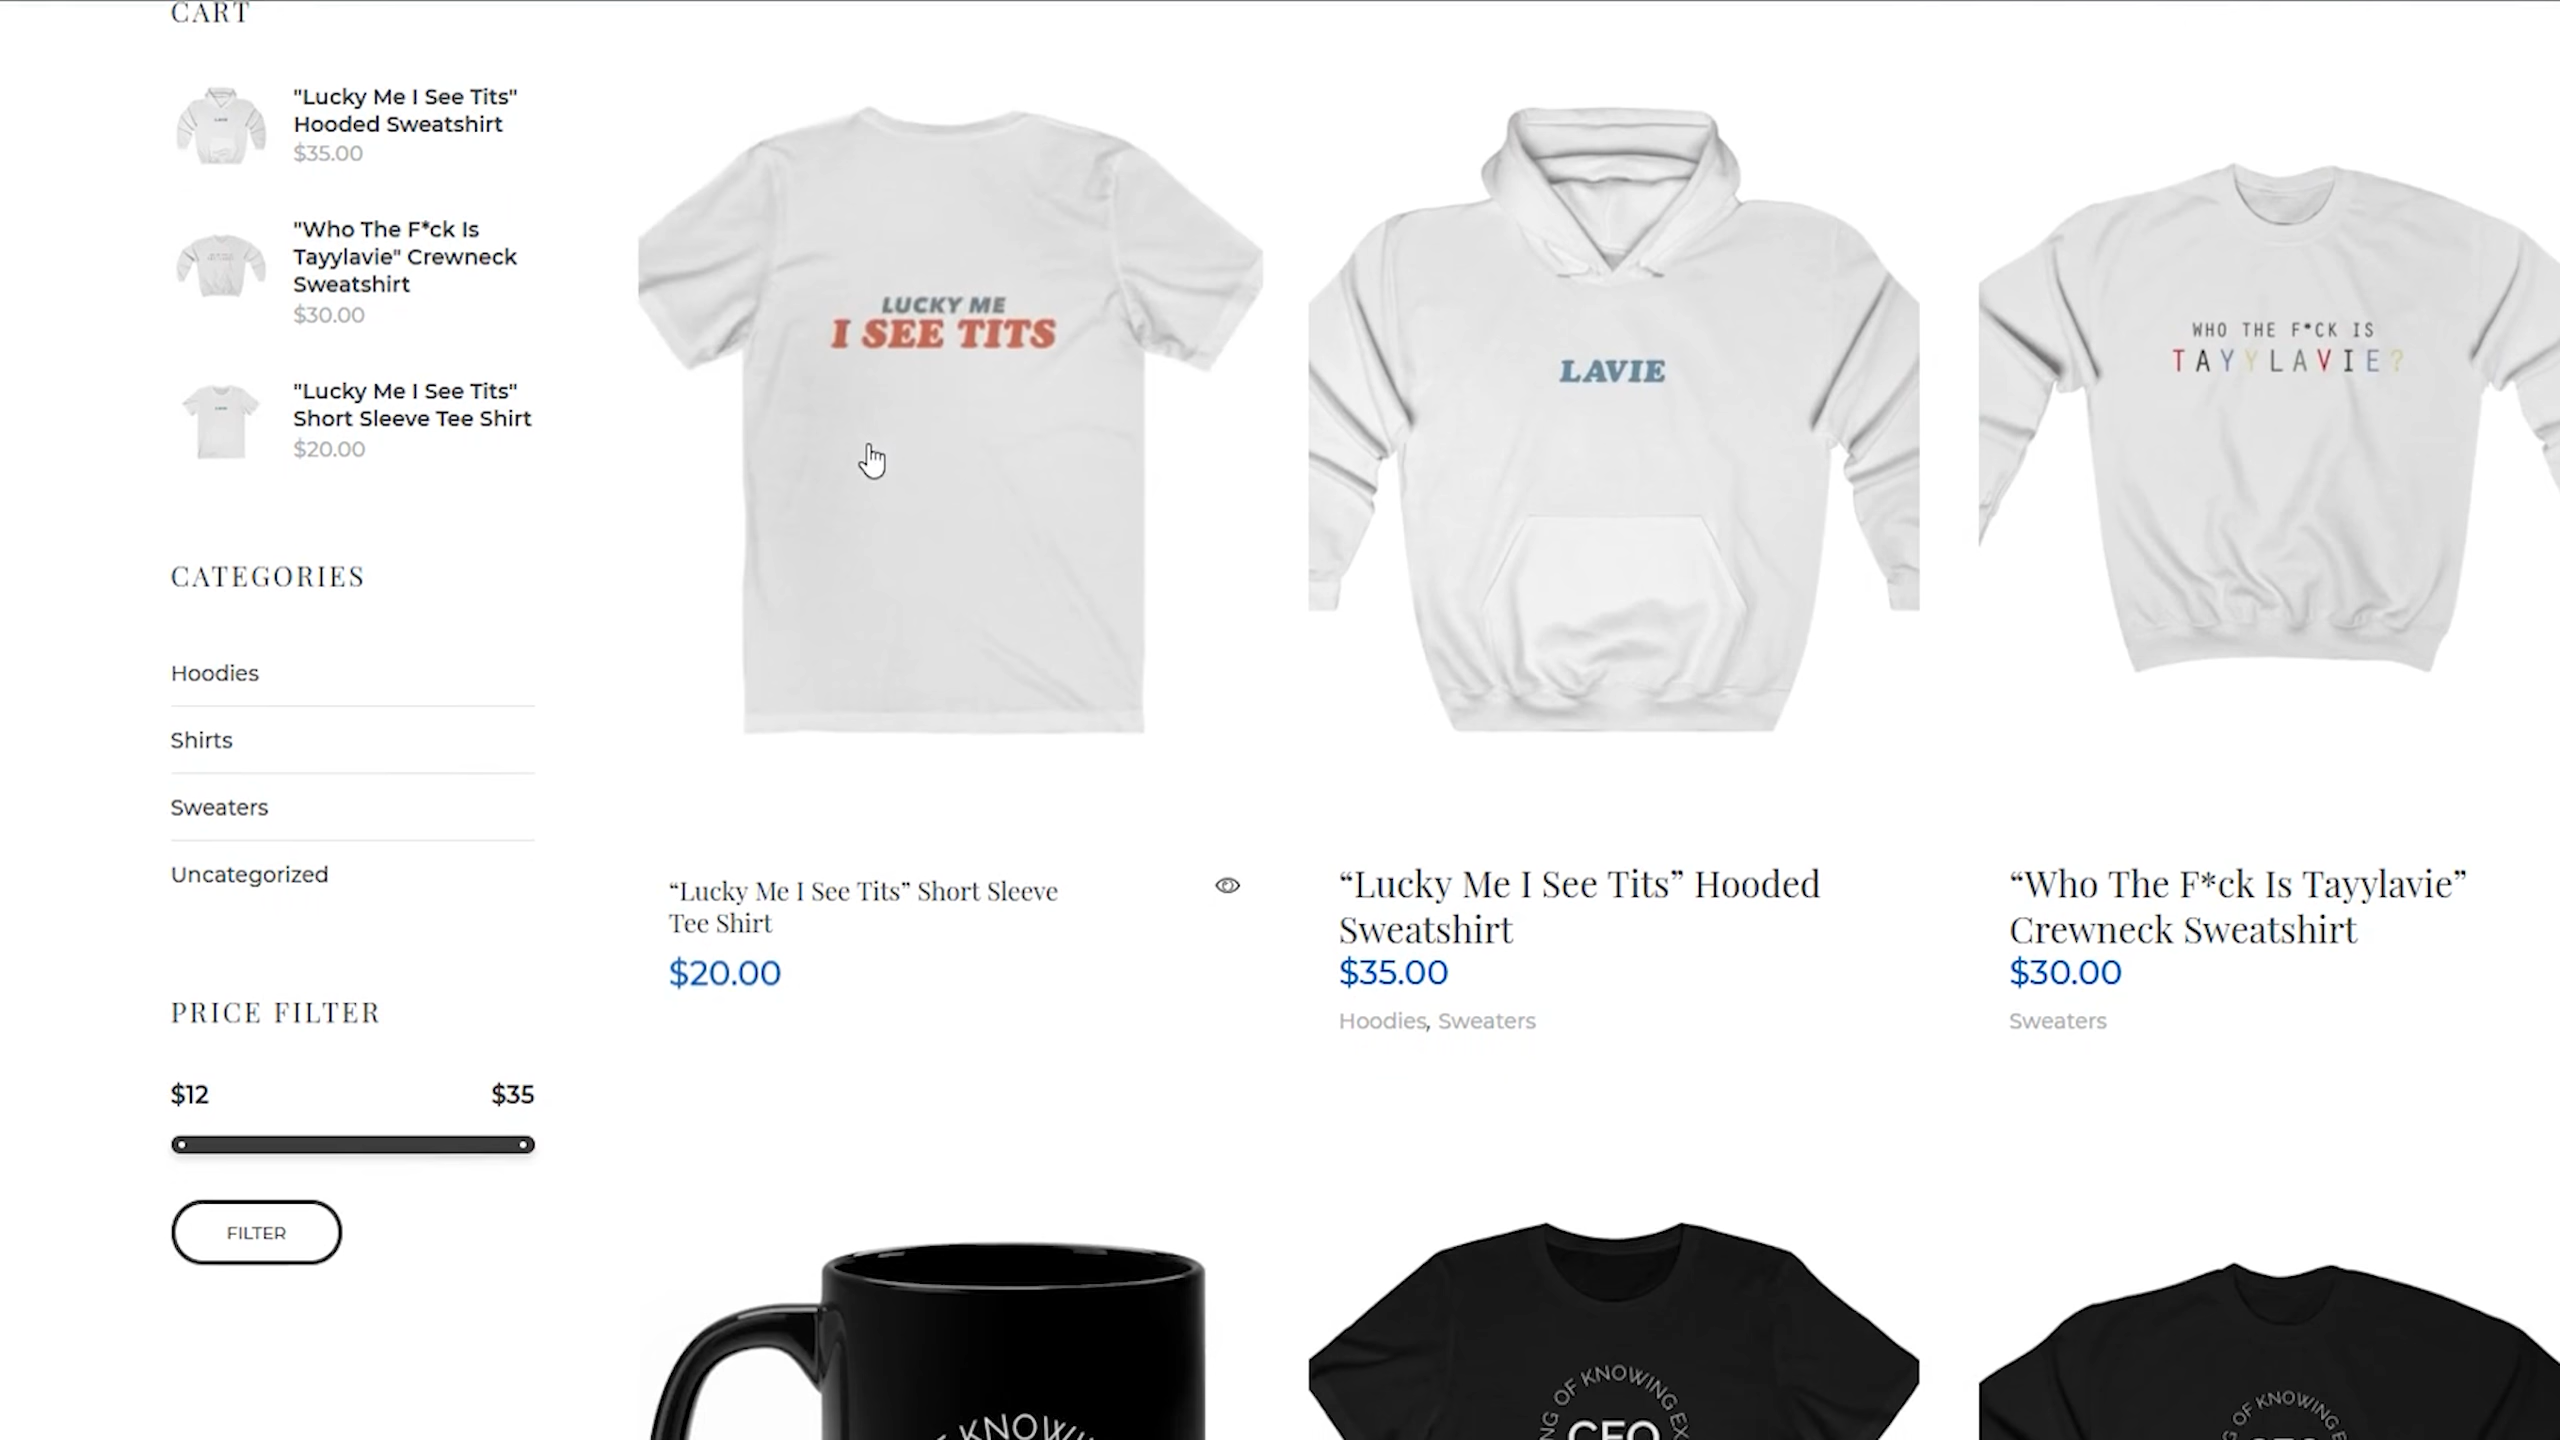 CART
"Lucky Me I See Tits"
Hooded Sweatshirt
$35.00
"Who The F*ck Is
Tayylavie" Crewneck
Sweatshirt
$30.00
"Lucky Me I See Tits"
Short Sleeve Tee Shirt
$20.00
CATEGORIES
Hoodies
Shirts
Sweaters
Uncategorized
PRICE FILTER
$12 $35
FILTER
LUCKY ME
I SEE TITS
“Lucky Me I See Tits” Short Sleeve
Tee Shirt
$20.00
LAVIE
“Lucky Me I See Tits” Hooded
Sweatshirt
$35.00
Hoodies, Sweaters
WHO THE F*CK IS
TAYYLAVIE?
“Who The F*ck Is Tayylavie”
Crewneck Sweatshirt
$30.00
Sweaters
OF KNOWING
CEO
OF KNOWING